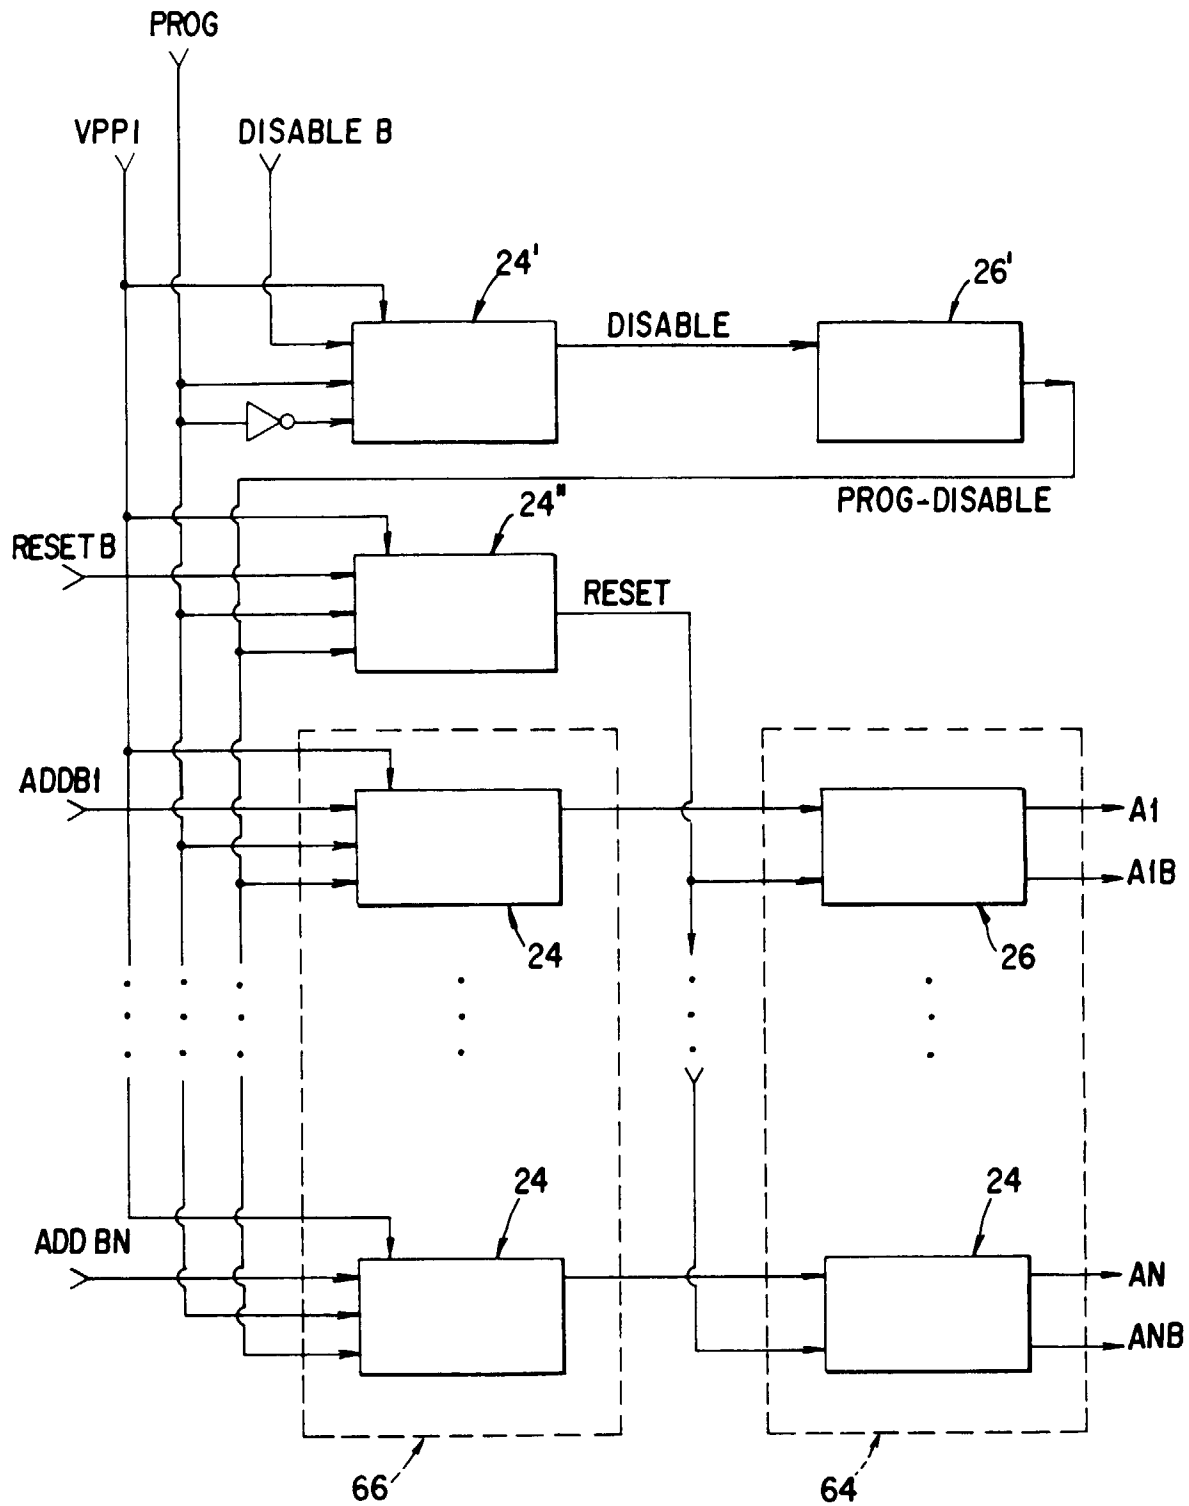 PROG
VPP1
DISABLE B
24'
26'
DISABLE
PROG-DISABLE
24"
RESET B
RESET
ADDB1
A1
A1B
24
26
24
24
ADD BN
AN
ANB
66
64